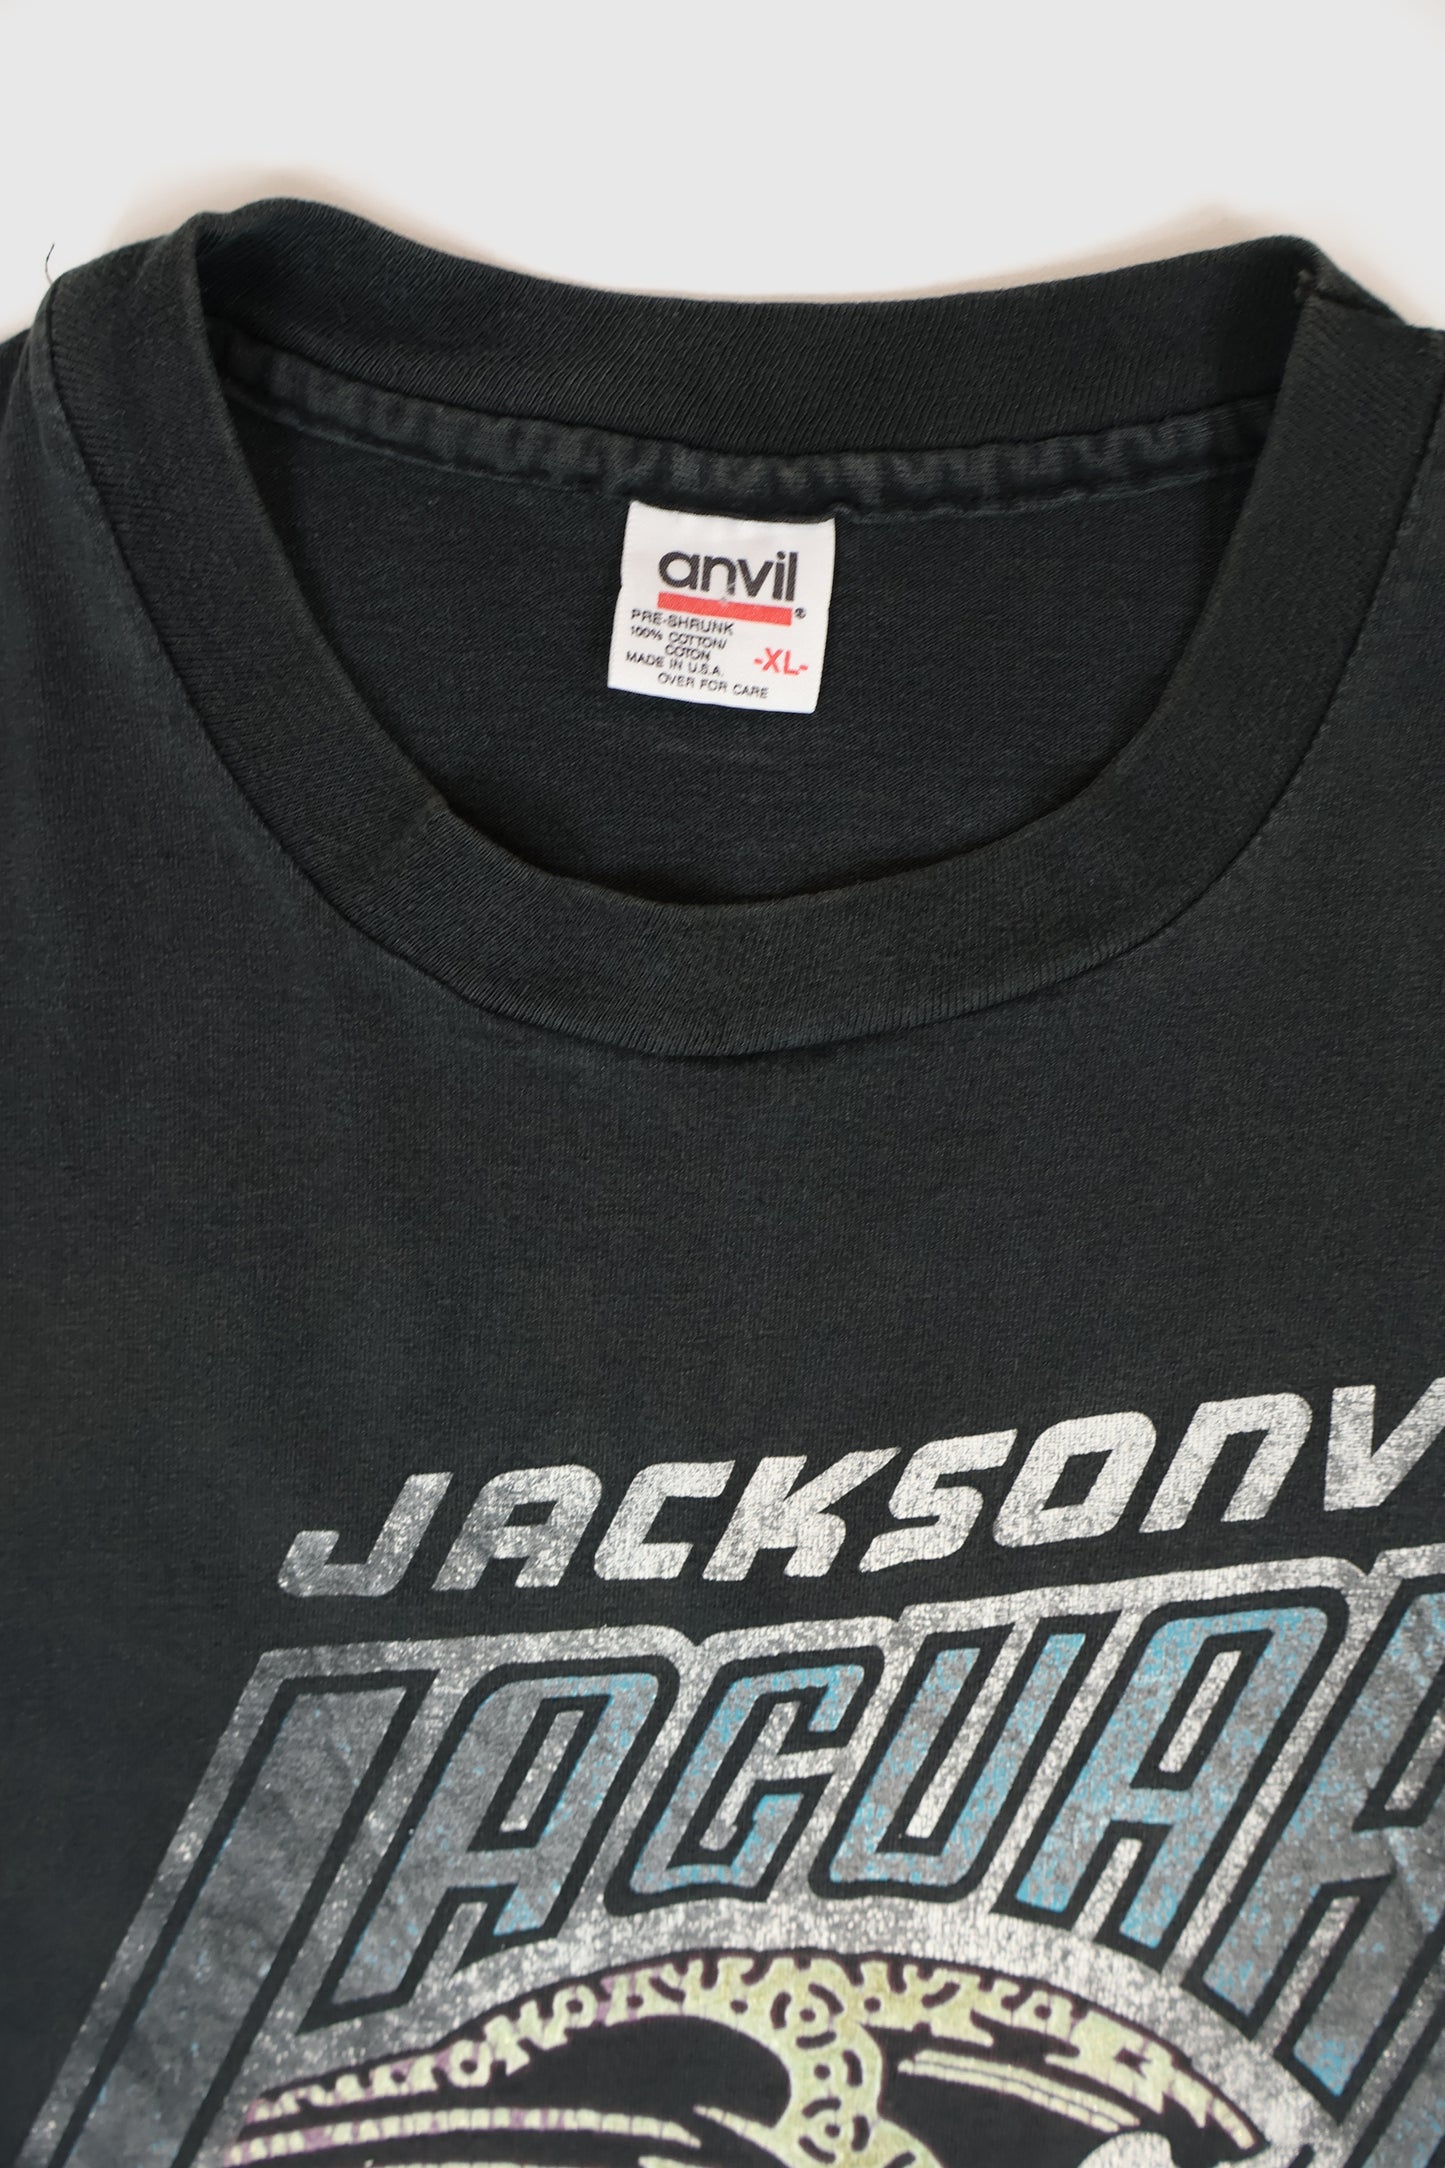 anvil®
PRE-SHRUNK
100% COTTON/
COTON
MADE IN U.S.A.
-XL-
OVER FOR CARE
JACKSONV
JAGUAR